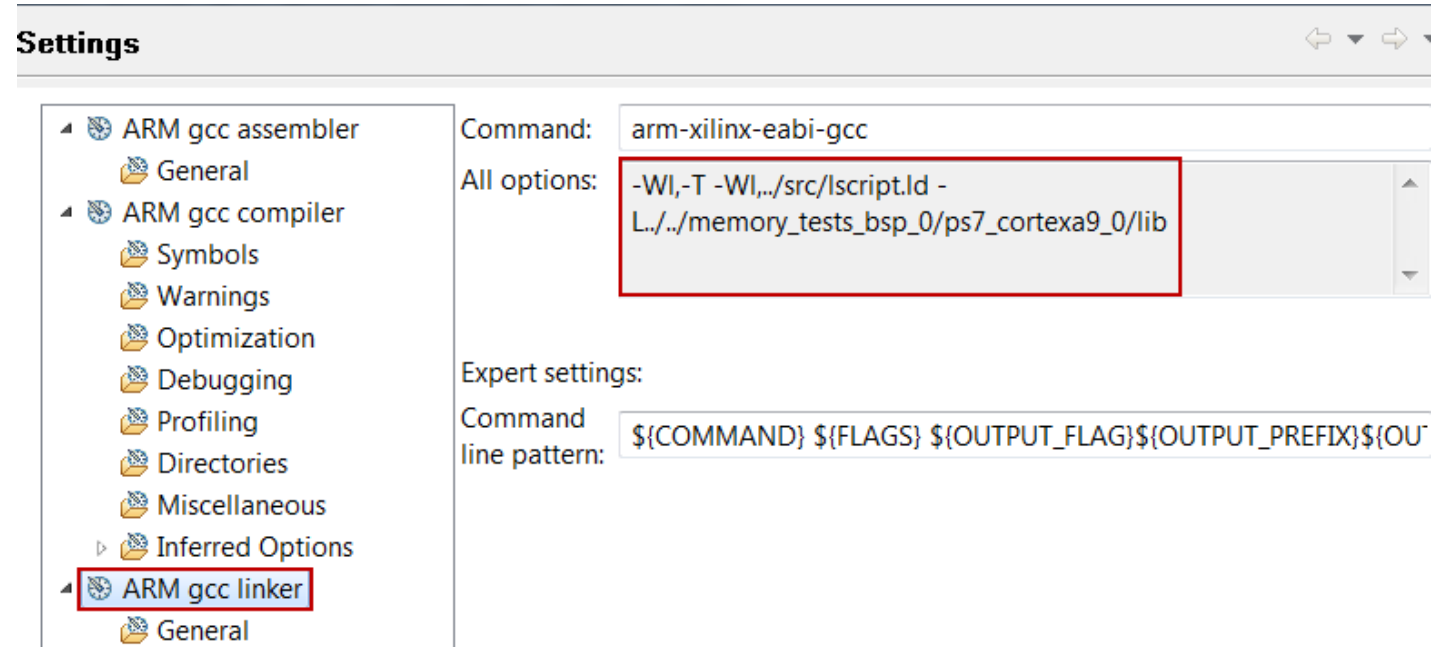 Settings
ARM gcc assembler
General
ARM gcc compiler
Symbols
Warnings
Optimization
Debugging
Profiling
Directories
Miscellaneous
Inferred Options
ARM gcc linker
General
Command: arm-xilinx-eabi-gcc
All options: -Wl,-T -Wl,../src/lscript.ld -
L../../memory_tests_bsp_0/ps7_cortexa9_0/lib
Expert settings:
Command
line pattern: ${COMMAND} ${FLAGS} ${OUTPUT_FLAG}${OUTPUT_PREFIX}${OU